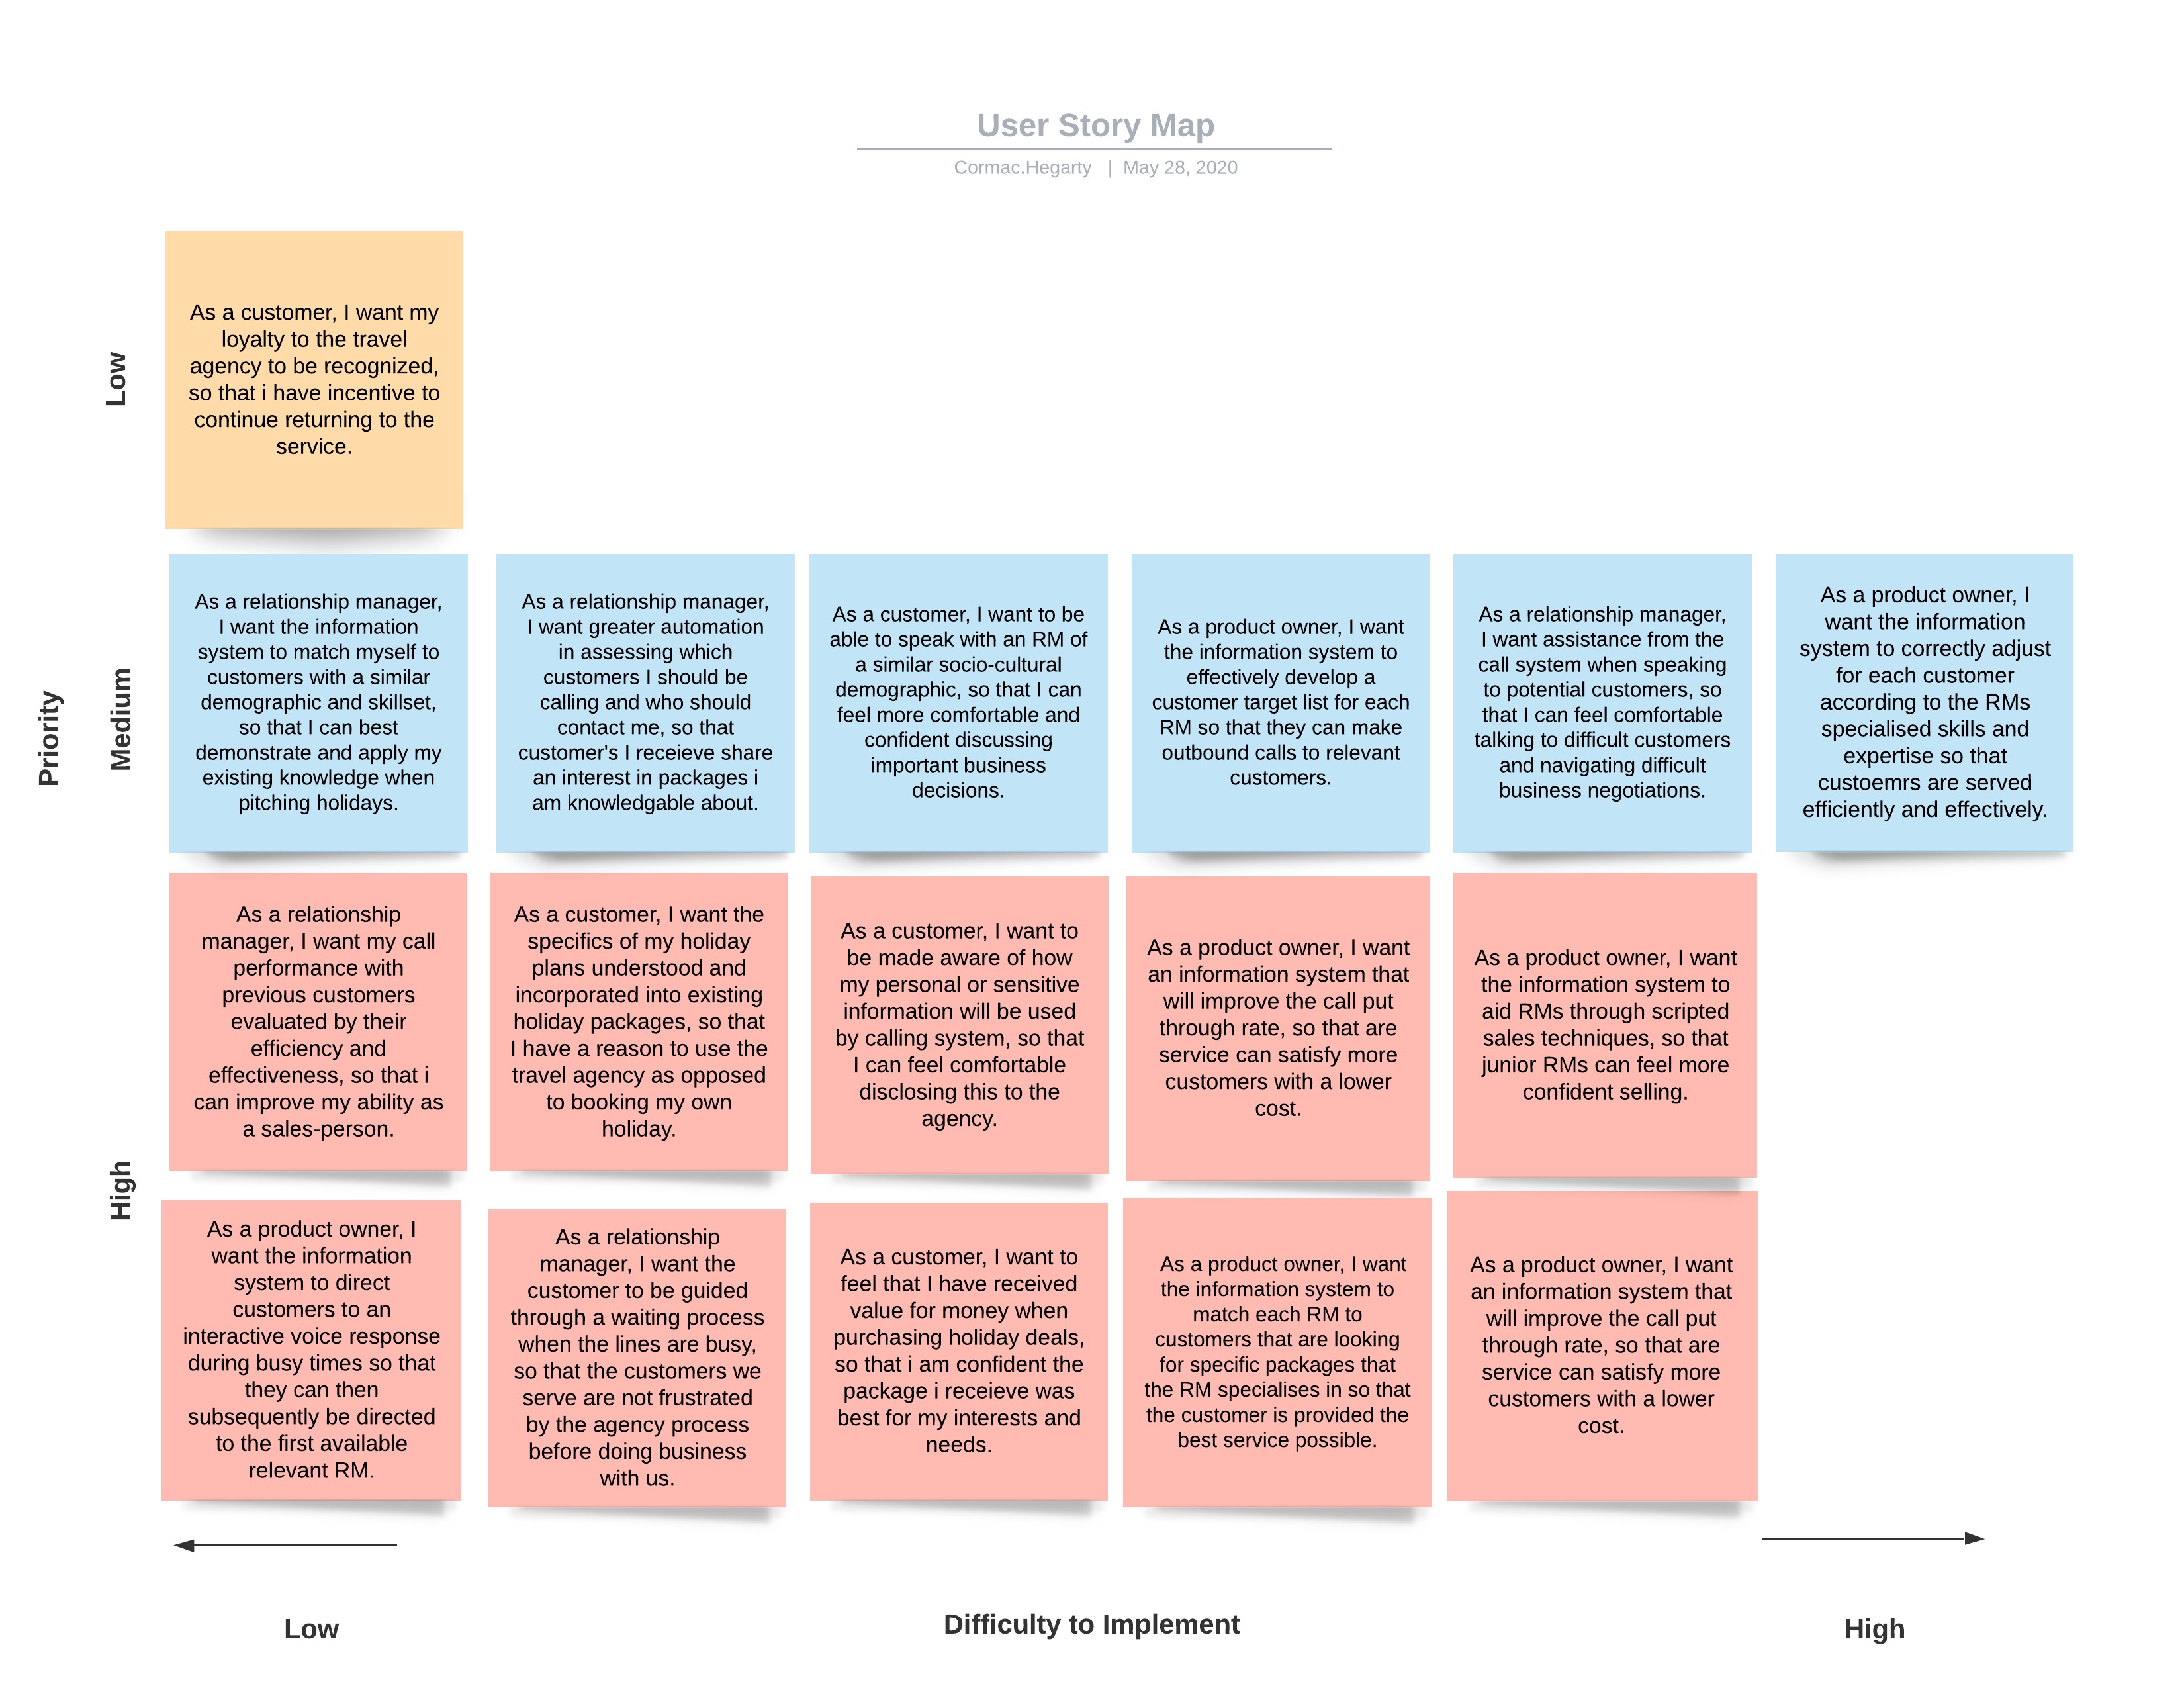 User Story Map
Cormac.Hegarty | May 28, 2020
Low
As a customer, I want my
loyalty to the travel
agency to be recognized,
so that i have incentive to
continue returning to the
service.
Priority
Medium
As a relationship manager,
I want the information
system to match myself to
customers with a similar
demographic and skillset,
so that I can best
demonstrate and apply my
existing knowledge when
pitching holidays.
As a relationship manager,
I want greater automation
in assessing which
customers I should be
calling and who should
contact me, so that
customer's I receieve share
an interest in packages i
am knowledgable about.
As a customer, I want to be
able to speak with an RM of
a similar socio-cultural
demographic, so that I can
feel more comfortable and
confident discussing
important business
decisions.
As a product owner, I want
the information system to
effectively develop a
customer target list for each
RM so that they can make
outbound calls to relevant
customers.
As a relationship manager,
I want assistance from the
call system when speaking
to potential customers, so
that I can feel comfortable
talking to difficult customers
and navigating difficult
business negotiations.
As a product owner, I
want the information
system to correctly adjust
for each customer
according to the RMs
specialised skills and
expertise so that
custoemrs are served
efficiently and effectively.
High
As a relationship
manager, I want my call
performance with
previous customers
evaluated by their
efficiency and
effectiveness, so that i
can improve my ability as
a sales-person.
As a customer, I want the
specifics of my holiday
plans understood and
incorporated into existing
holiday packages, so that
I have a reason to use the
travel agency as opposed
to booking my own
holiday.
As a customer, I want to
be made aware of how
my personal or sensitive
information will be used
by calling system, so that
I can feel comfortable
disclosing this to the
agency.
As a product owner, I want
an information system that
will improve the call put
through rate, so that are
service can satisfy more
customers with a lower
cost.
As a product owner, I want
the information system to
aid RMs through scripted
sales techniques, so that
junior RMs can feel more
confident selling.
As a product owner, I
want the information
system to direct
customers to an
interactive voice response
during busy times so that
they can then
subsequently be directed
to the first available
relevant RM.
As a relationship
manager, I want the
customer to be guided
through a waiting process
when the lines are busy,
so that the customers we
serve are not frustrated
by the agency process
before doing business
with us.
As a customer, I want to
feel that I have received
value for money when
purchasing holiday deals,
so that i am confident the
package i receieve was
best for my interests and
needs.
As a product owner, I want
the information system to
match each RM to
customers that are looking
for specific packages that
the RM specialises in so that
the customer is provided the
best service possible.
As a product owner, I want
an information system that
will improve the call put
through rate, so that are
service can satisfy more
customers with a lower
cost.
Low
Difficulty to Implement
High